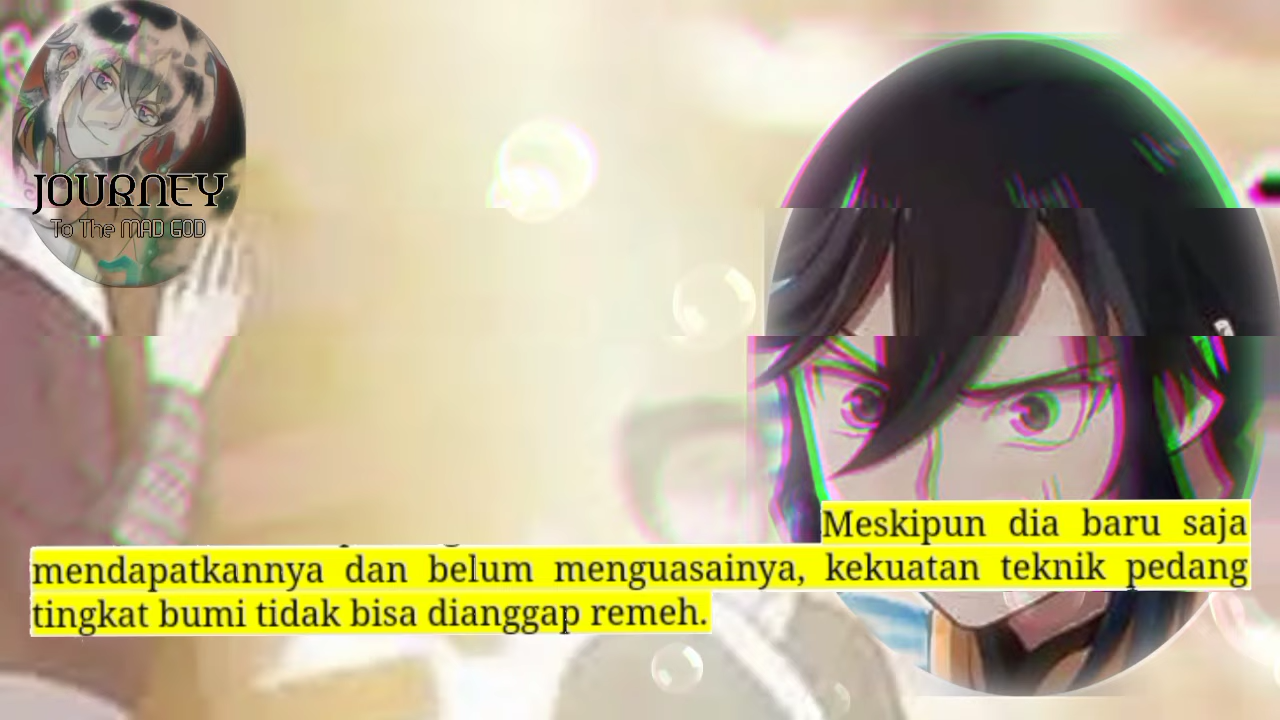 JOURNEY
To The MAD GOD
Meskipun dia baru saja
mendapatkannya dan belum menguasainya, kekuatan teknik pedang
tingkat bumi tidak bisa dianggap remeh.